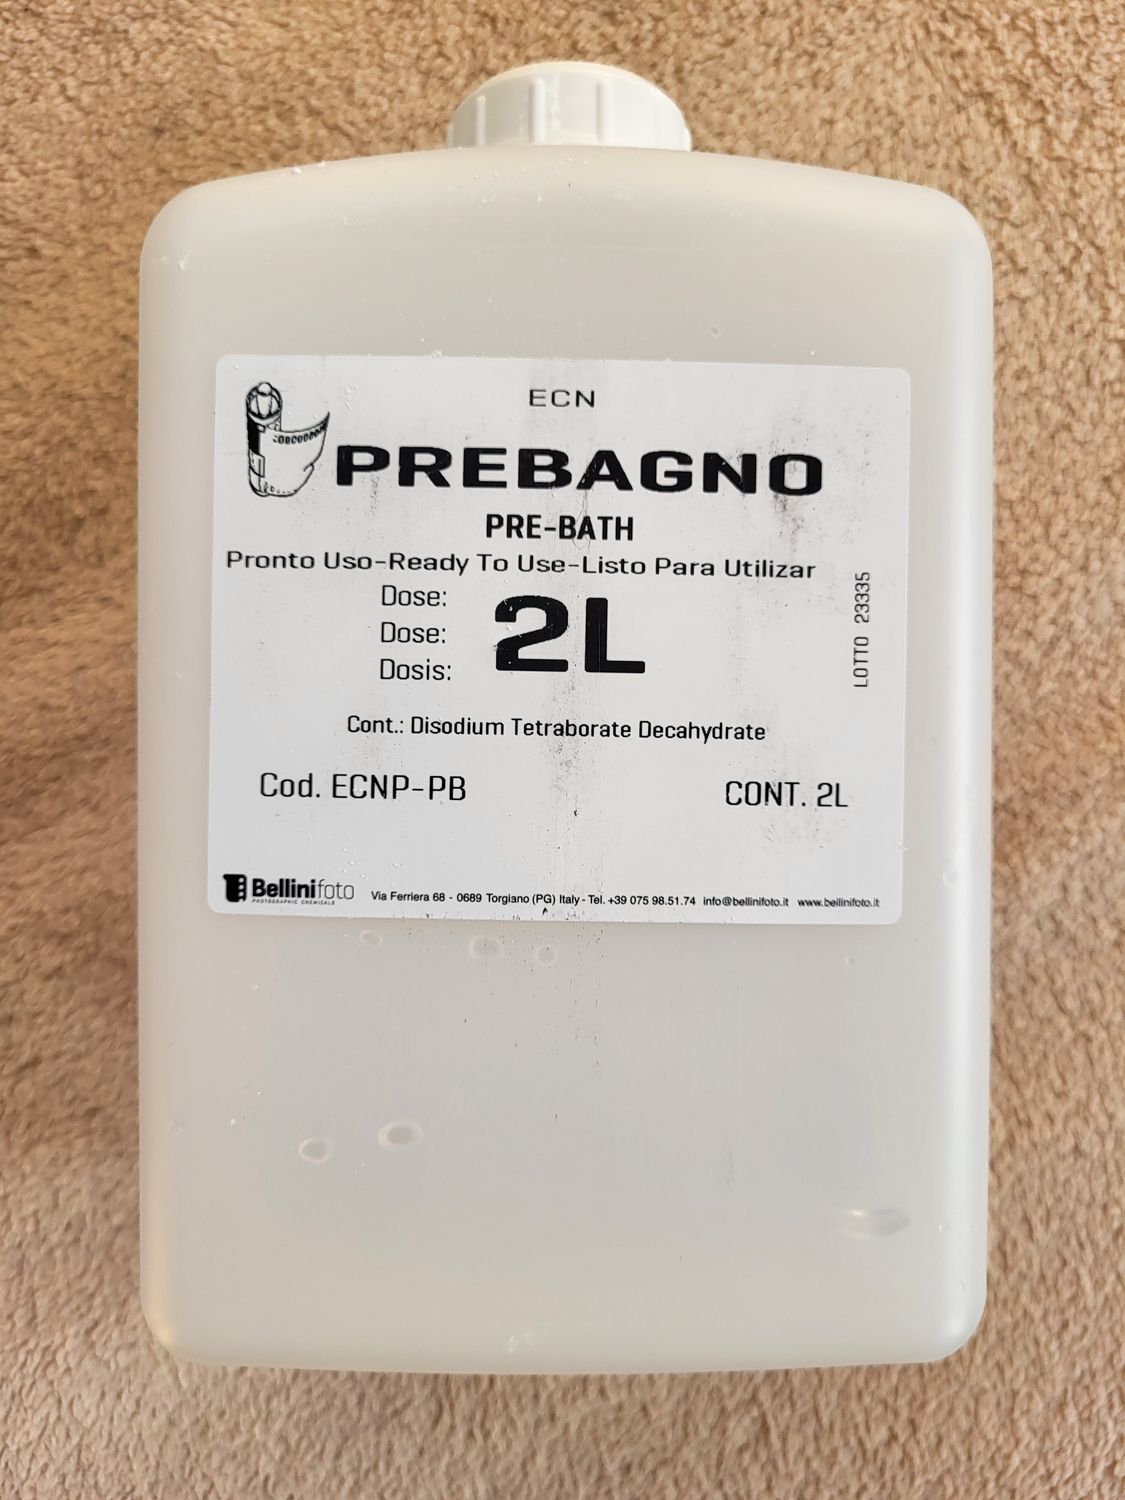 ECN
PREBAGNO
PRE-BATH
Pronto Uso-Ready To Use-Listo Para Utilizar
Dose:
Dose:
Dosis:
2L
LOTTO 23335
Cont.: Disodium Tetraborate Decahydrate
Cod. ECNP-PB
CONT. 2L
Bellinifoto
PHOTOGRAPHIC CHEMICALS
Via Ferriera 68 - 0689 Torgiano (PG) Italy - Tel. +39 075 98.51.74 info@bellinifoto.it www.bellinifoto.it